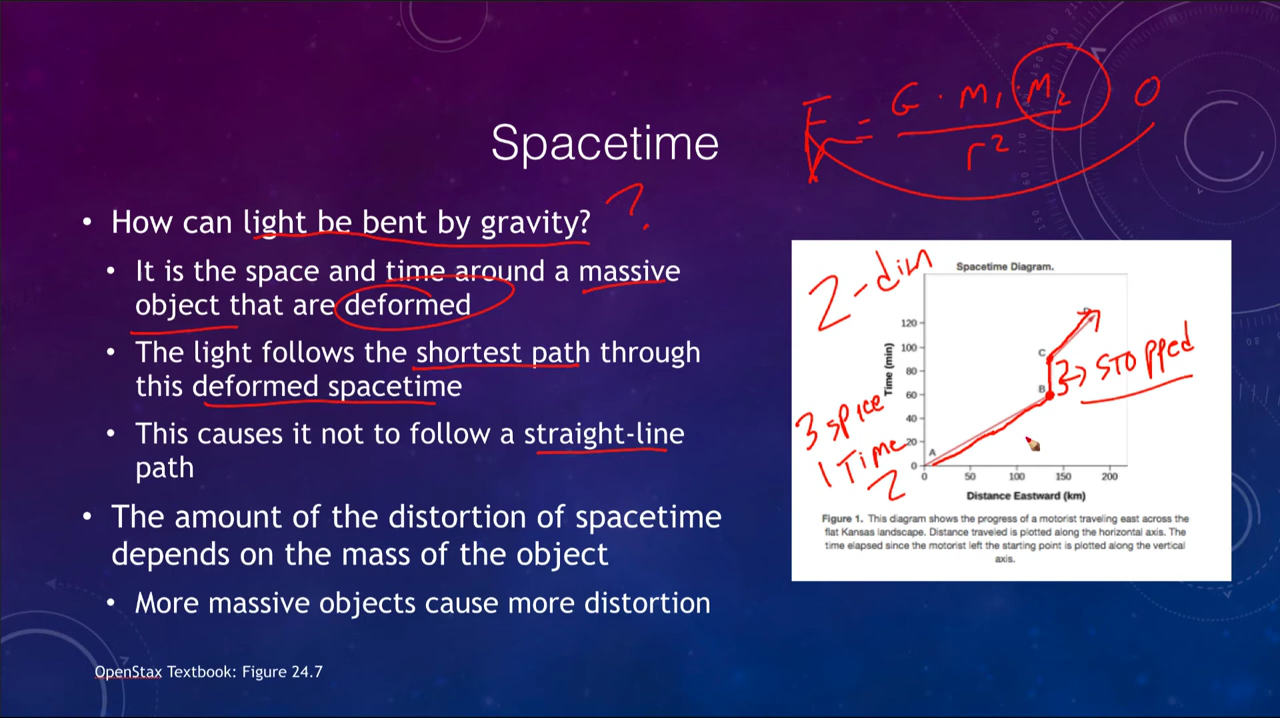 F = G · m₁ · m₂ 0
r²
Spacetime
• How can light be bent by gravity? ?
• It is the space and time around a massive
object that are deformed
• The light follows the shortest path through
this deformed spacetime
• This causes it not to follow a straight-line
path
• The amount of the distortion of spacetime
depends on the mass of the object
• More massive objects cause more distortion
OpenStax Textbook: Figure 24.7
2-dim
Spacetime Diagram.
Time (min)
120
100
80
60
40
20
0
A
B
C
STOPPED
3 space
1 Time
0 50 100 150 200
Distance Eastward (km)
Figure 1. This diagram shows the progress of a motorist traveling east across the
flat Kansas landscape. Distance traveled is plotted along the horizontal axis. The
time elapsed since the motorist left the starting point is plotted along the vertical
axis.